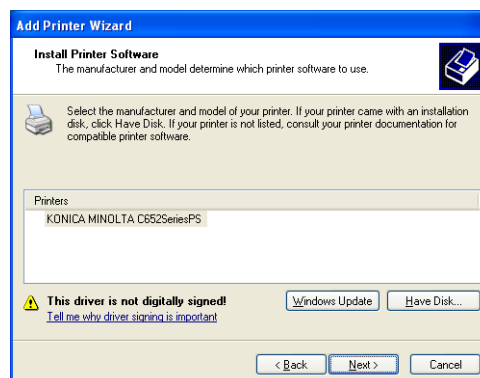 Add Printer Wizard
Install Printer Software
The manufacturer and model determine which printer software to use.
Select the manufacturer and model of your printer. If your printer came with an installation
disk, click Have Disk. If your printer is not listed, consult your printer documentation for
compatible printer software.
Printers
KONICA MINOLTA C652SeriesPS
This driver is not digitally signed!
Tell me why driver signing is important
Windows Update
Have Disk...
< Back
Next >
Cancel